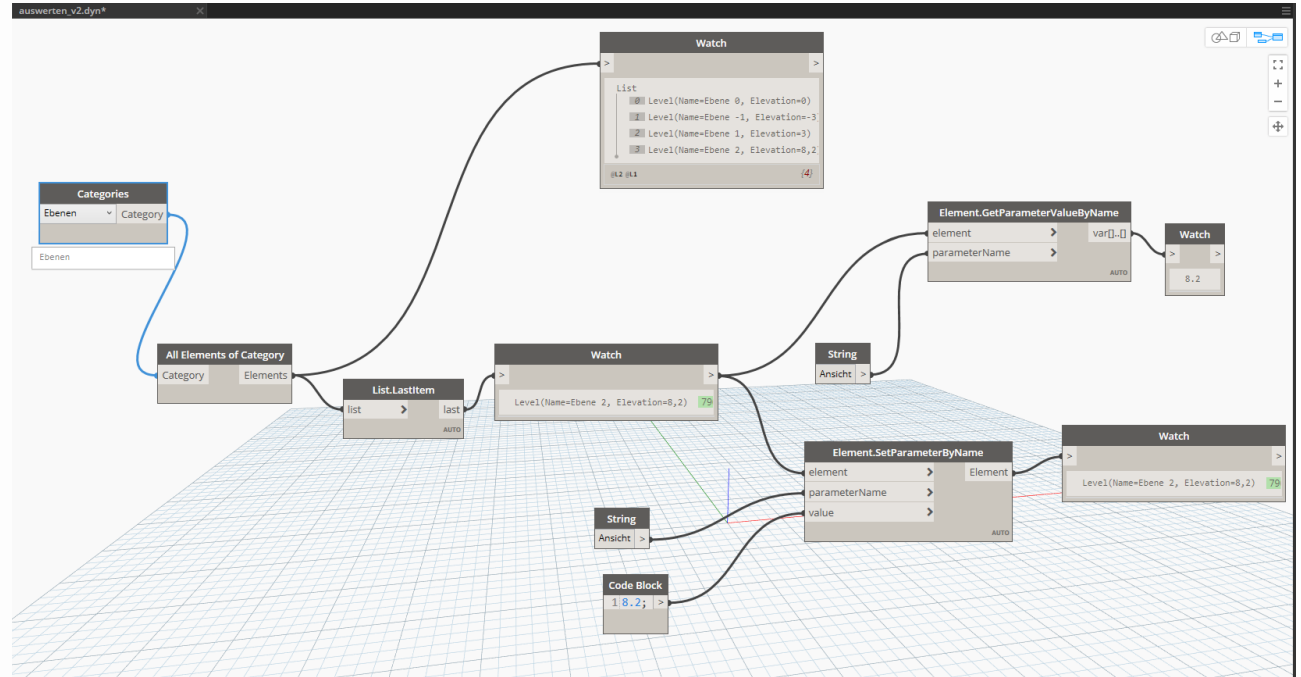 auswerten_v2.dyn*
Watch
>
>
List
0 Level(Name=Ebene 0, Elevation=0)
1 Level(Name=Ebene -1, Elevation=-3
2 Level(Name=Ebene 1, Elevation=3)
3 Level(Name=Ebene 2, Elevation=8,2
@L2 @L1 {4}
Categories
Ebenen Category
Ebenen
Element.GetParameterValueByName
element > var[]..[]
parameterName >
AUTO
Watch
> >
8.2
All Elements of Category
Category Elements
List.LastItem
list > last
AUTO
Watch
> >
Level(Name=Ebene 2, Elevation=8,2) 79
String
Ansicht >
Element.SetParameterByName
element > Element
parameterName >
value >
AUTO
Watch
> >
Level(Name=Ebene 2, Elevation=8,2) 79
String
Ansicht >
Code Block
1 8.2; >